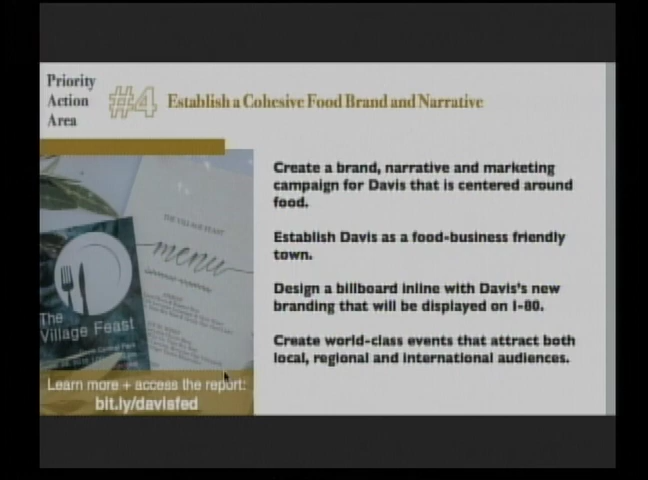 Priority
Action
Area
#4
Establish a Cohesive Food Brand and Narrative
Create a brand, narrative and marketing
campaign for Davis that is centered around
food.
Establish Davis as a food-business friendly
town.
Design a billboard inline with Davis's new
branding that will be displayed on I-80.
Create world-class events that attract both
local, regional and international audiences.
THE VILLAGE FEAST
menu
The
Village Feast
Learn more + access the report:
bit.ly/davisfed